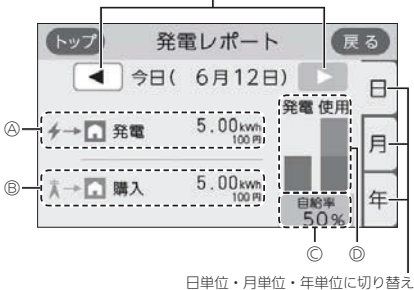 トップ 発電レポート 戻る
◀ 今日( 6月12日) ▶
日
月
年
発電 使用
Ⓐ 発電 5.00kWh
100円
Ⓑ 購入 5.00kWh
100円
自給率
50%
Ⓒ Ⓓ
日単位・月単位・年単位に切り替え